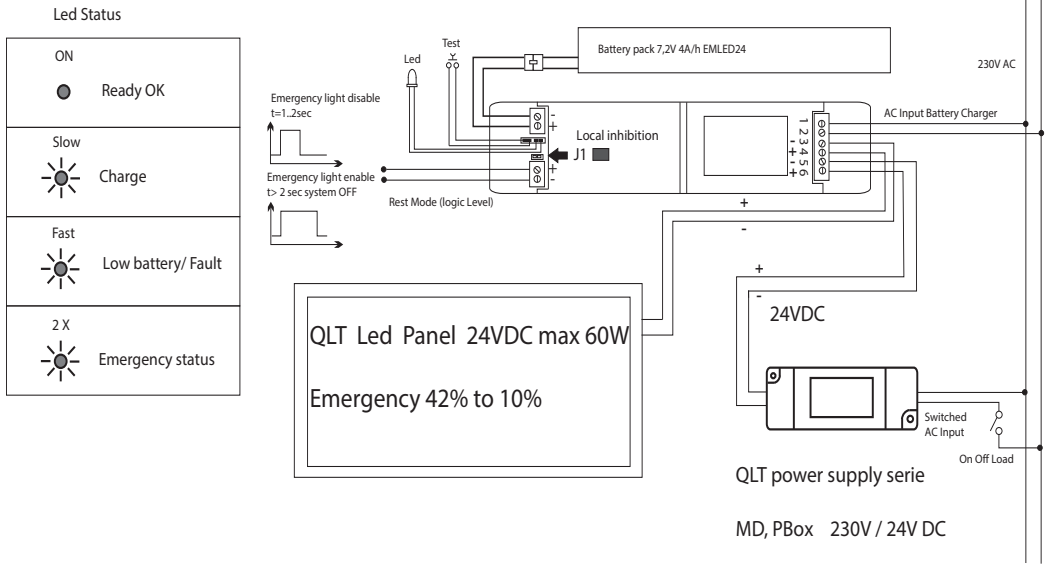 Led Status
ON
Ready OK
Slow
Charge
Fast
Low battery/ Fault
2 X
Emergency status
Led
Test
Battery pack 7,2V 4A/h EMLED24
230V AC
Emergency light disable
t=1..2sec
Emergency light enable
t> 2 sec system OFF
Rest Mode (logic Level)
-
+
Local inhibition
J1
+
-
1 2 3 4 5 6
- + - +
AC Input Battery Charger
+
-
+
-
24VDC
QLT Led Panel 24VDC max 60W
Emergency 42% to 10%
Switched
AC Input
On Off Load
QLT power supply serie
MD, PBox 230V / 24V DC